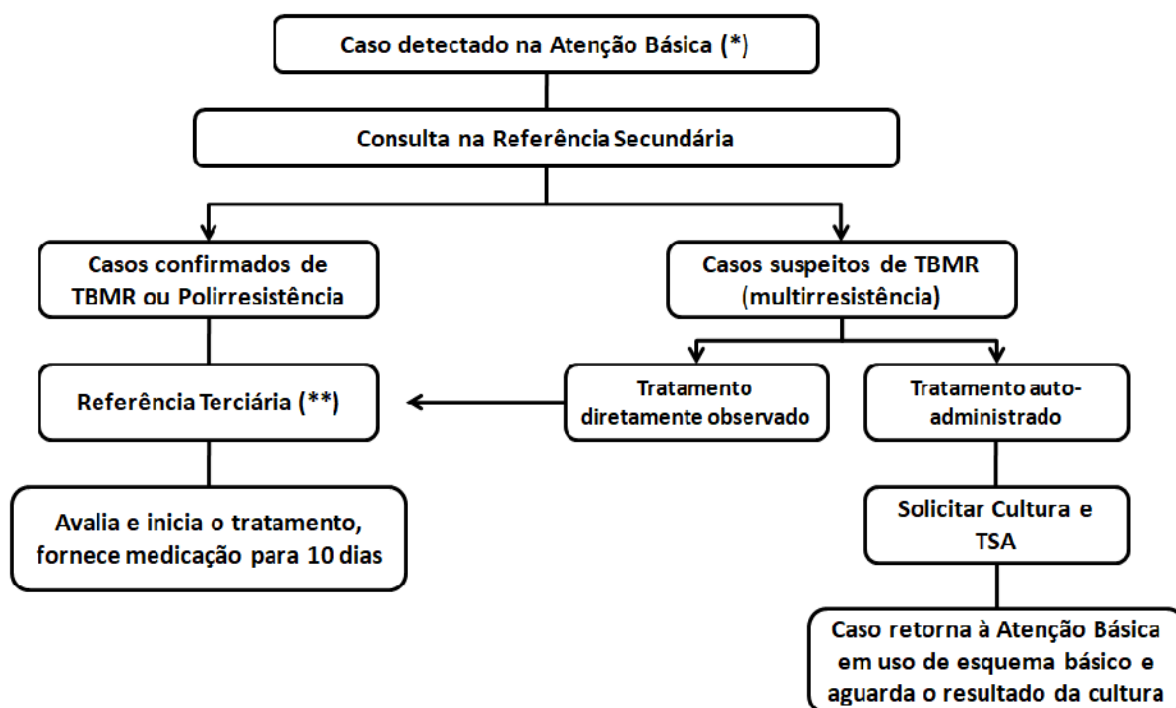 Caso detectado na Atenção Básica (*)
Consulta na Referência Secundária
Casos confirmados de
TBMR ou Polirresistência
Casos suspeitos de TBMR
(multirresistência)
Referência Terciária (**)
Tratamento
diretamente observado
Tratamento auto-
administrado
Avalia e inicia o tratamento,
fornece medicação para 10 dias
Solicitar Cultura e
TSA
Caso retorna à Atenção Básica
em uso de esquema básico e
aguarda o resultado da cultura